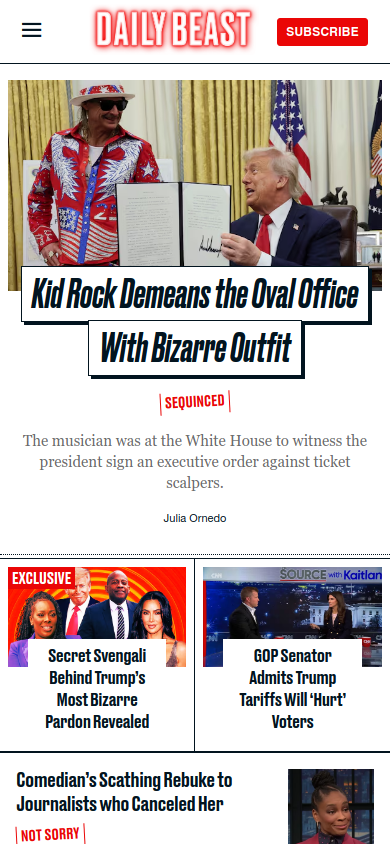 DAILY BEAST
SUBSCRIBE
Kid Rock Demeans the Oval Office
With Bizarre Outfit
SEQUINCED
The musician was at the White House to witness the
president sign an executive order against ticket
scalpers.
Julia Ornedo
EXCLUSIVE
Secret Svengali
Behind Trump’s
Most Bizarre
Pardon Revealed
SOURCE with Kaitlan
GOP Senator
Admits Trump
Tariffs Will ‘Hurt’
Voters
Comedian’s Scathing Rebuke to
Journalists who Canceled Her
NOT SORRY